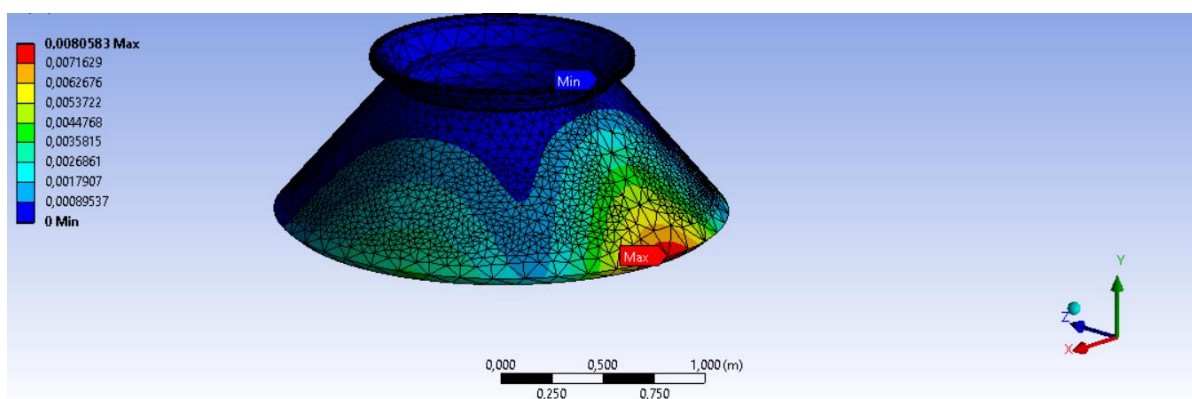 0,0080583 Max
0,0071629
0,0062676
0,0053722
0,0044768
0,0035815
0,0026861
0,0017907
0,00089537
0 Min
Min
Max
Y
Z
X
0,000 0,500 1,000 (m)
0,250 0,750